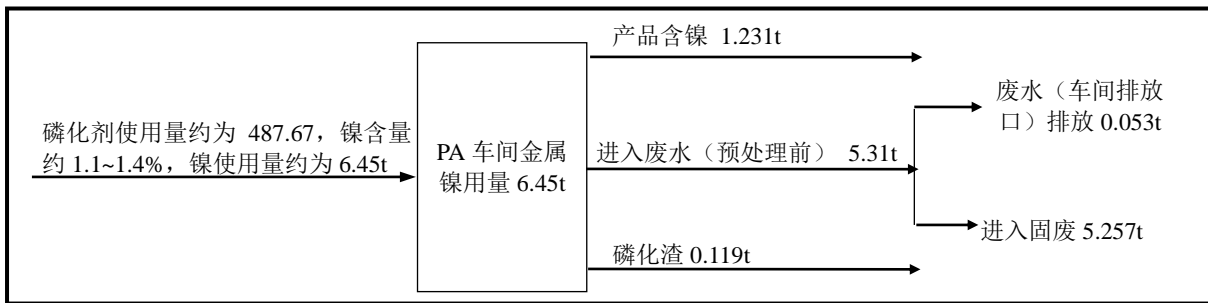 产品含镍 1.231t
废水（车间排放
口）排放 0.053t
磷化剂使用量约为 487.67，镍含量
约 1.1~1.4%，镍使用量约为 6.45t
PA 车间金属
镍用量 6.45t
进入废水（预处理前） 5.31t
进入固废 5.257t
磷化渣 0.119t